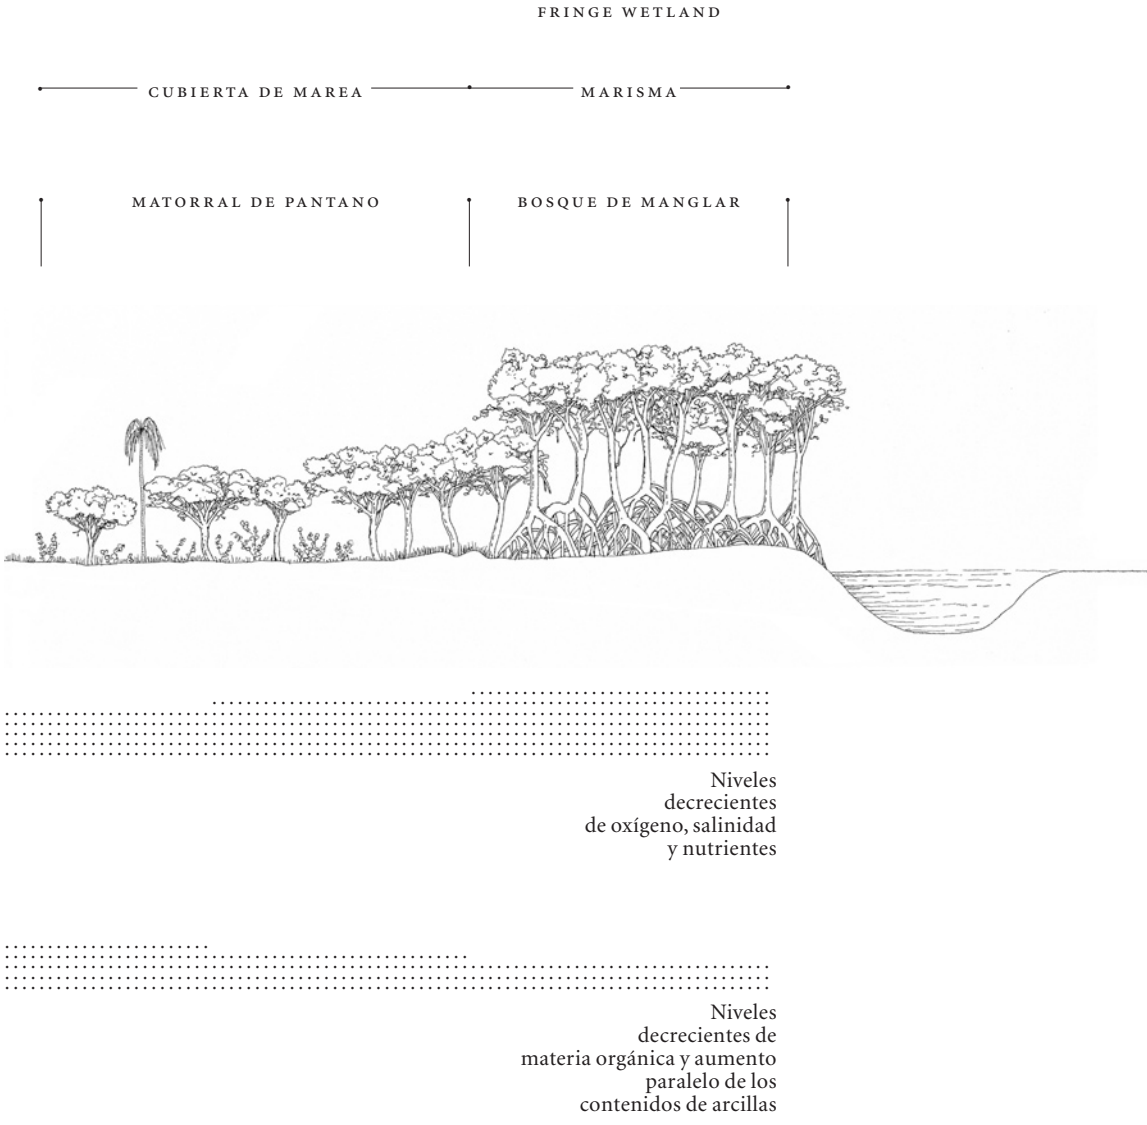 FRINGE WETLAND
CUBIERTA DE MAREA
MARISMA
MATORRAL DE PANTANO
BOSQUE DE MANGLAR
Niveles
decrecientes
de oxígeno, salinidad
y nutrientes
Niveles
decrecientes de
materia orgánica y aumento
paralelo de los
contenidos de arcillas